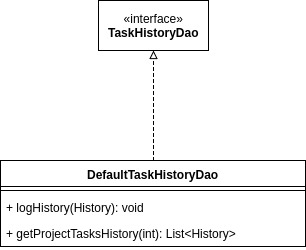 «interface»
TaskHistoryDao
DefaultTaskHistoryDao
+ logHistory(History): void
+ getProjectTasksHistory(int): List<History>